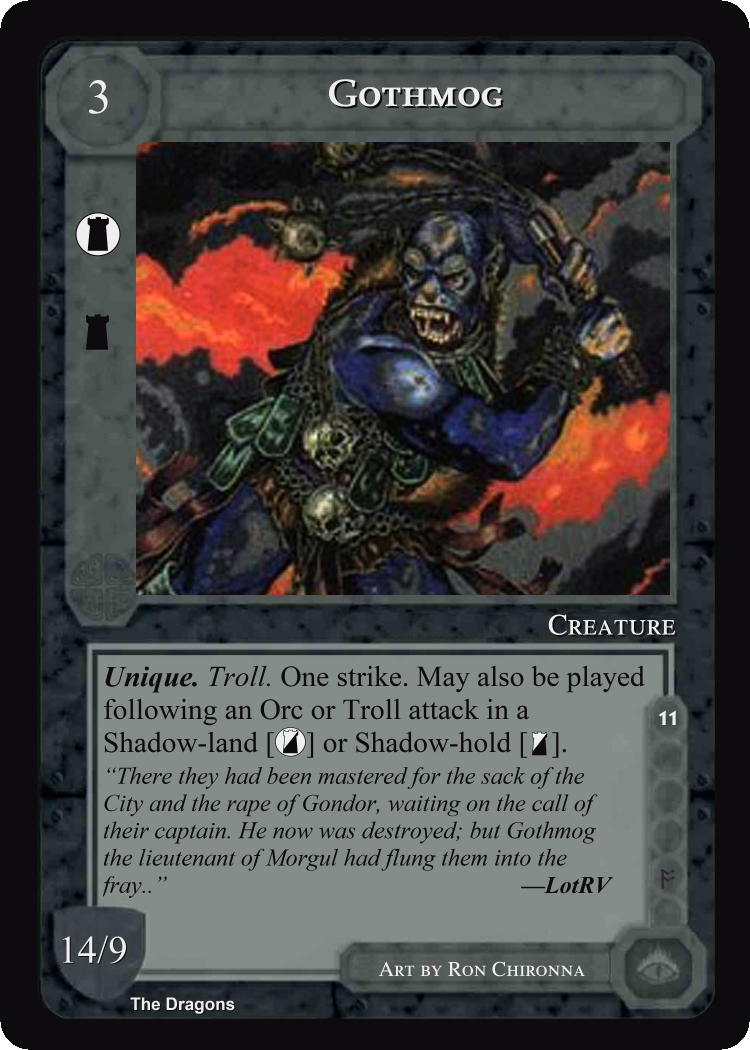 3
GOTHMOG
CREATURE
Unique. Troll. One strike. May also be played
following an Orc or Troll attack in a
Shadow-land [ ] or Shadow-hold [ ].
11
“There they had been mastered for the sack of the
City and the rape of Gondor, waiting on the call of
their captain. He now was destroyed; but Gothmog
the lieutenant of Morgul had flung them into the
fray..” —LotRV
14/9
ART BY RON CHIRONNA
The Dragons